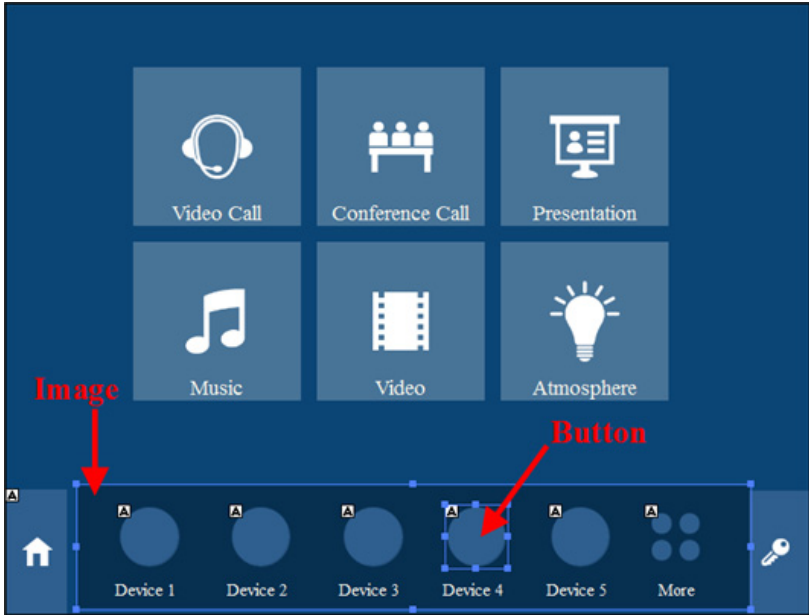 Video Call
Conference Call
Presentation
Music
Video
Atmosphere
Image
Button
A
A
A
A
A
A
A
Device 1
Device 2
Device 3
Device 4
Device 5
More